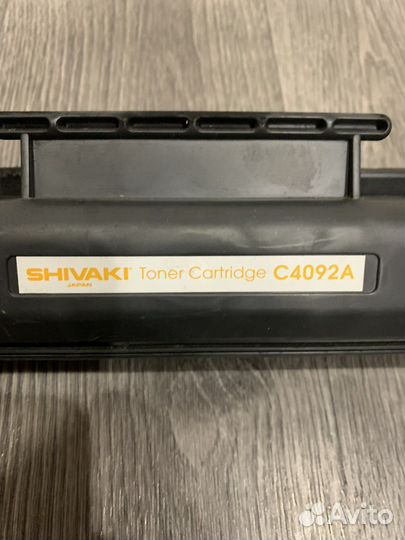 SHIVAKI Toner Cartridge C4092A
JAPAN
Avito